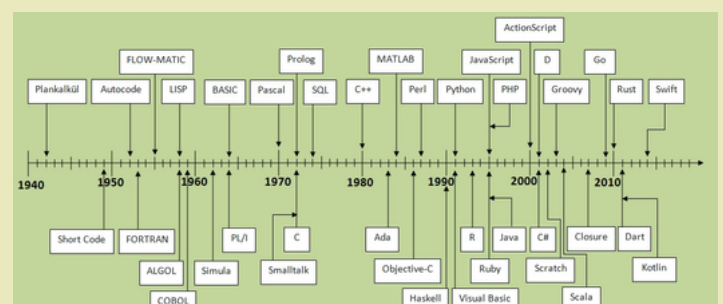 ActionScript
FLOW-MATIC
Prolog
MATLAB
JavaScript
D
Go
Plankalkül
Autocode
LISP
BASIC
Pascal
SQL
C++
Perl
Python
PHP
Groovy
Rust
Swift
1940
1950
1960
1970
1980
1990
2000
2010
Short Code
FORTRAN
PL/I
C
Ada
R
Java
C#
Closure
Dart
ALGOL
Simula
Smalltalk
Objective-C
Ruby
Scratch
Kotlin
COBOL
Haskell
Visual Basic
Scala